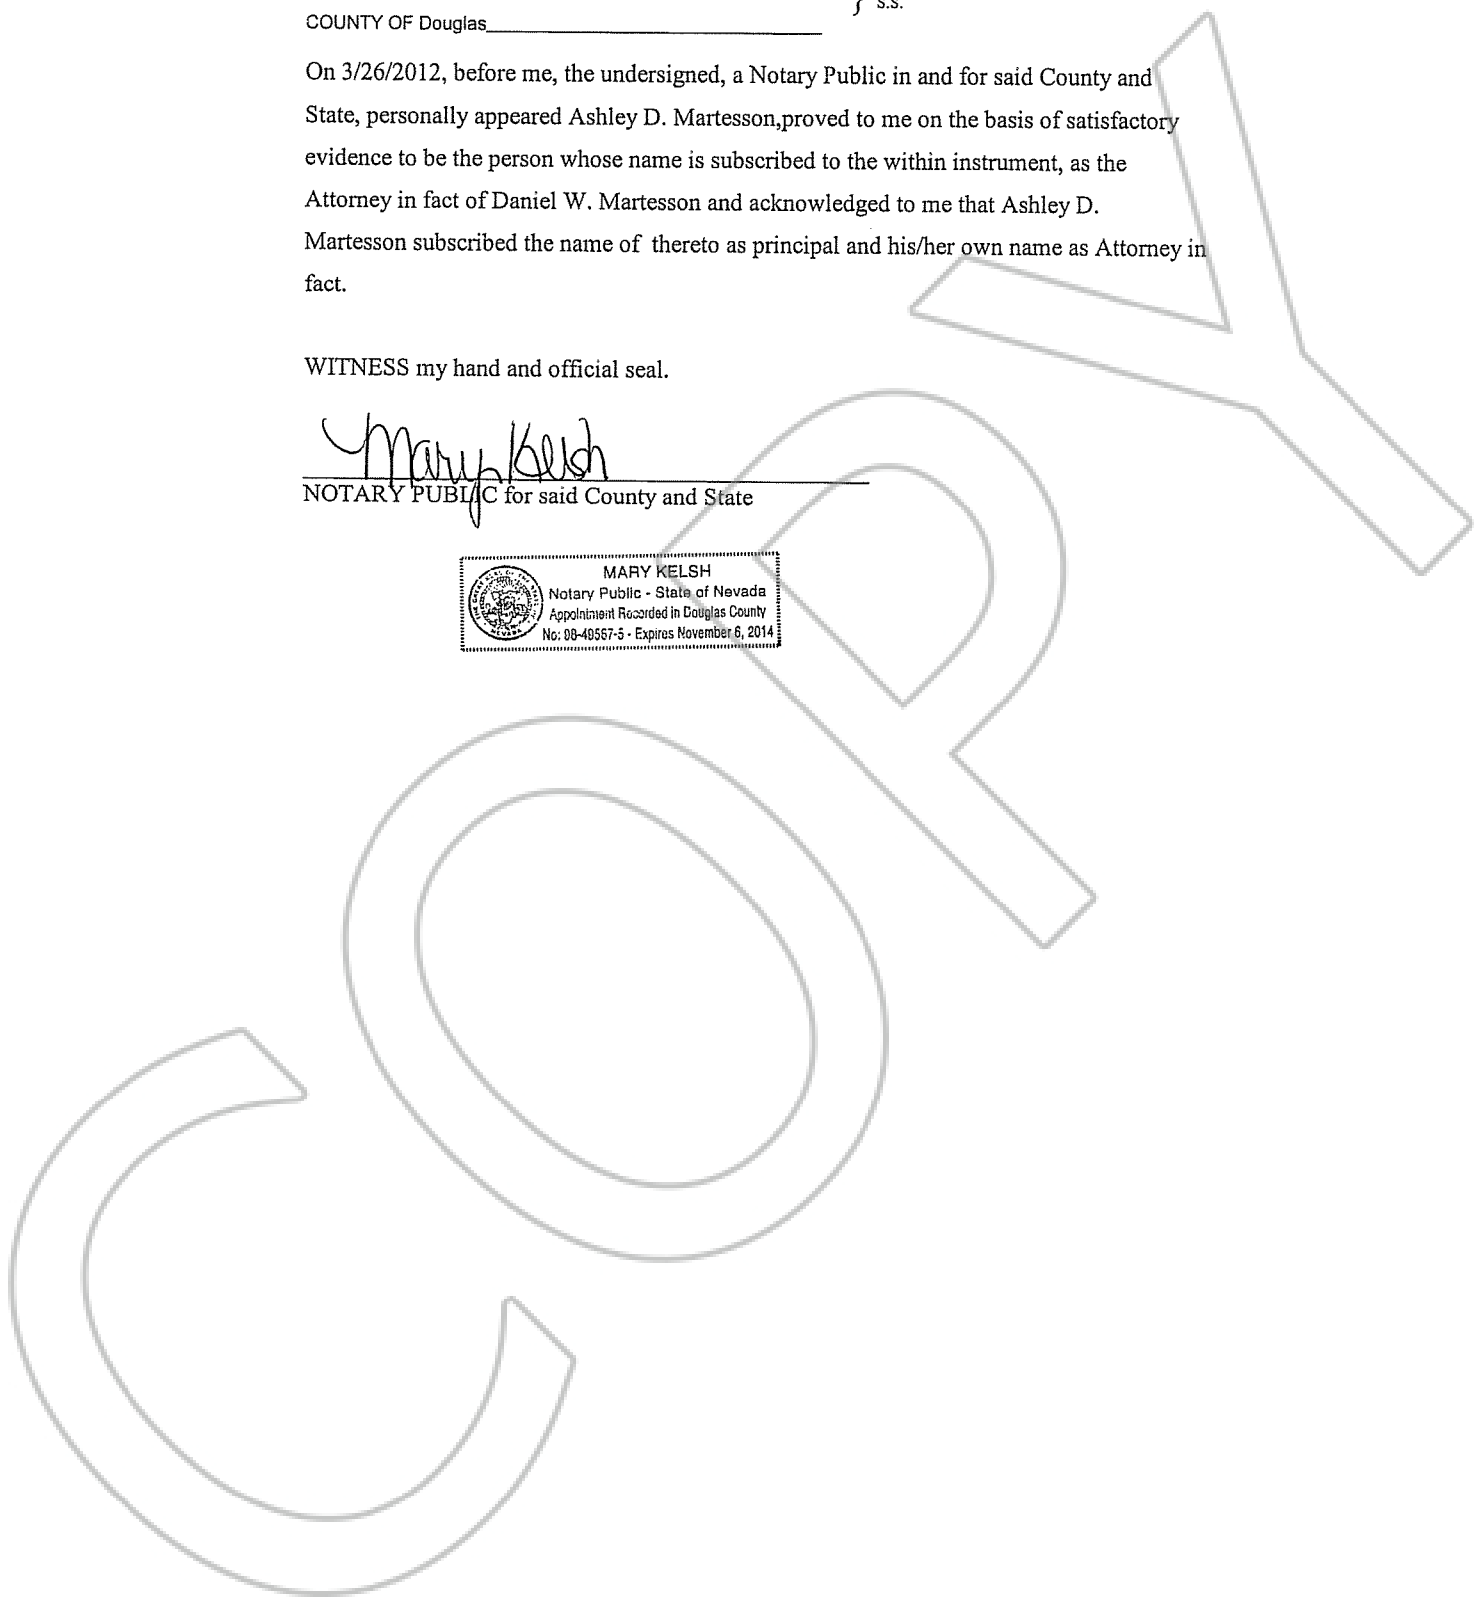 } s.s.
COUNTY OF Douglas
On 3/26/2012, before me, the undersigned, a Notary Public in and for said County and
State, personally appeared Ashley D. Martesson,proved to me on the basis of satisfactory
evidence to be the person whose name is subscribed to the within instrument, as the
Attorney in fact of Daniel W. Martesson and acknowledged to me that Ashley D.
Martesson subscribed the name of thereto as principal and his/her own name as Attorney in
fact.
WITNESS my hand and official seal.
Mary Kelsh
NOTARY PUBLIC for said County and State
MARY KELSH
Notary Public - State of Nevada
Appointment Recorded in Douglas County
No: 98-49567-5 - Expires November 6, 2014
NEVADA
COPY